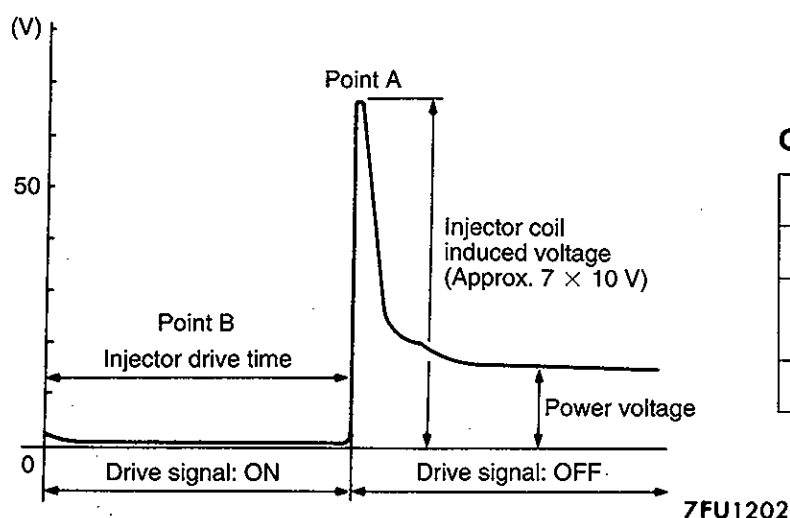 (V)
Point A
50
Injector coil
induced voltage
(Approx. 7 × 10 V)
Point B
Injector drive time
Power voltage
0
Drive signal: ON
Drive signal: OFF
7FU1202